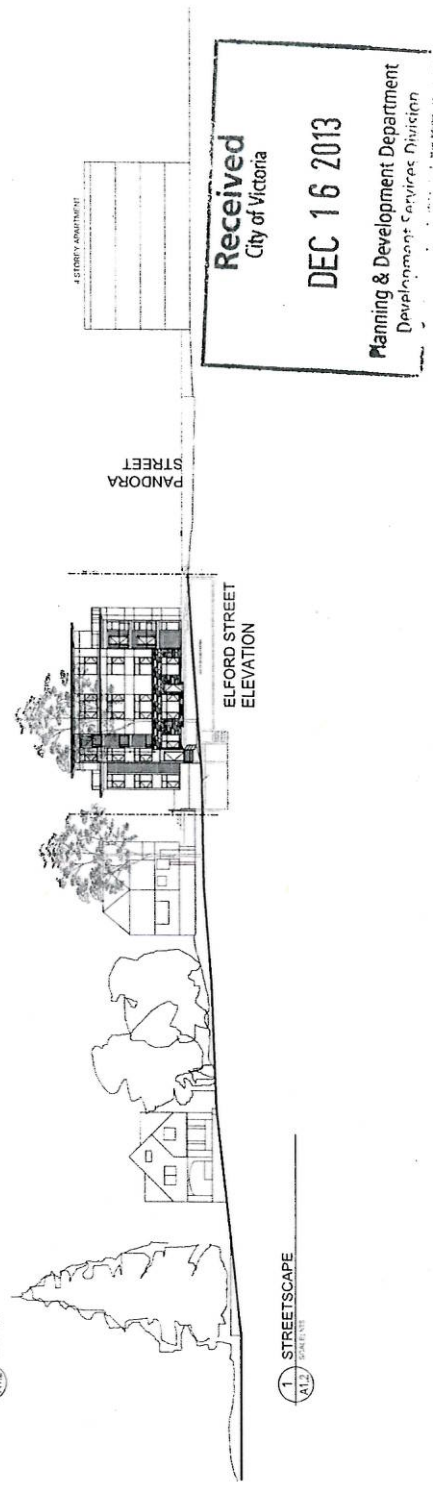 4 STOREY APARTMENT
PANDORA
STREET
ELFORD STREET
ELEVATION
1
A1.2
STREETSCAPE
Received
City of Victoria
DEC 16 2013
Planning & Development Department
Development Services Division